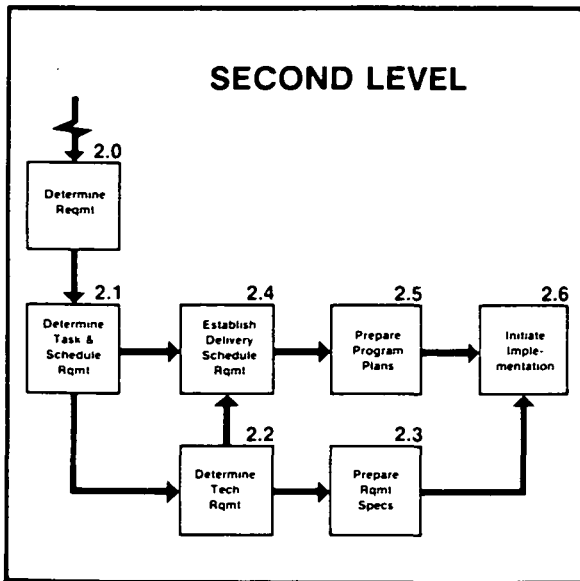 SECOND LEVEL
2.0
Determine
Reqmt
2.1
Determine
Task &
Schedule
Rqmt
2.4
Establish
Delivery
Schedule
Rqmt
2.5
Prepare
Program
Plans
2.6
Initiate
Imple-
mentation
2.2
Determine
Tech
Rqmt
2.3
Prepare
Rqmt
Specs